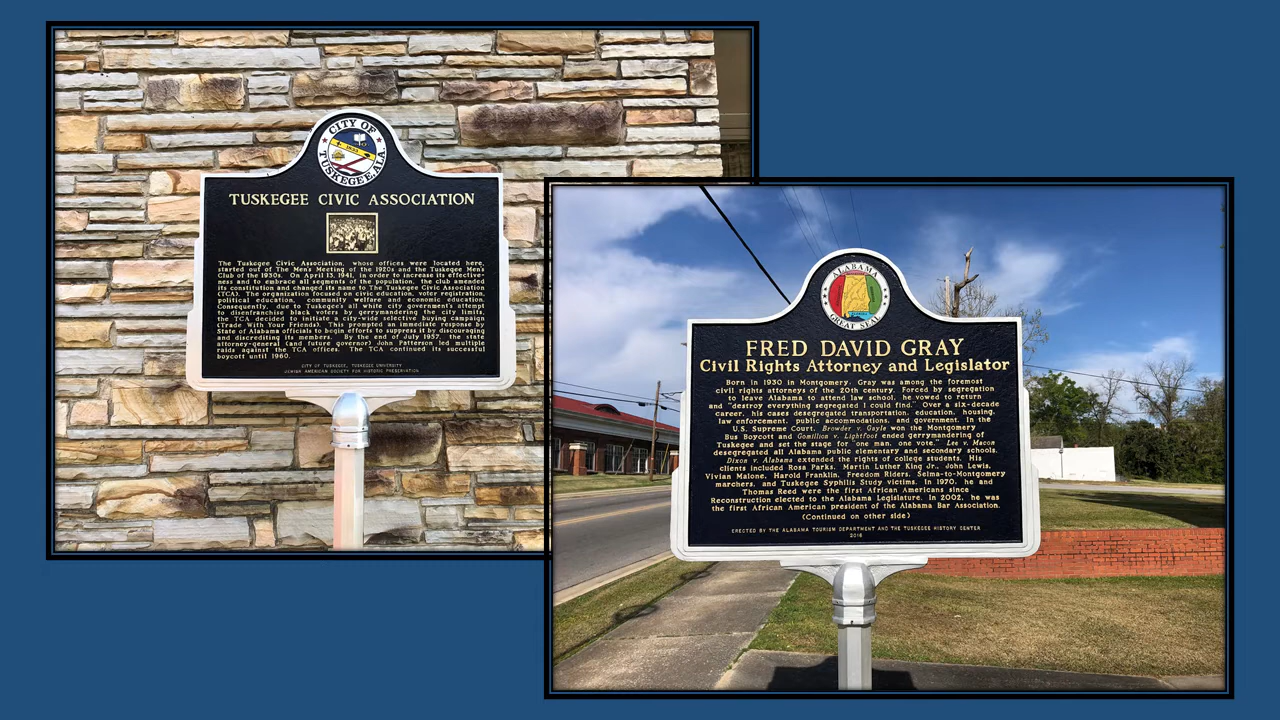 CITY OF
TUSKEGEE, ALA.
TUSKEGEE CIVIC ASSOCIATION
The Tuskegee Civic Association, whose offices were located here,
started out of The Men's Meeting of the 1920s and the Tuskegee Men's
Club of the 1930s. On April 13, 1941, in order to increase its effective-
ness and to embrace all segments of the population, the club amended
its constitution and changed its name to The Tuskegee Civic Association
(TCA). The organization focused on civic education, voter registration,
political education, community welfare and economic education.
Consequently, due to Tuskegee's all white city government's attempt
to disenfranchise black voters by gerrymandering the city limits,
the TCA decided to initiate a city-wide selective buying campaign
(Trade With Your Friends). This prompted an immediate response by
State of Alabama officials to begin efforts to suppress it by discouraging
and discrediting its members. By the end of July 1957, the state
attorney-general (and future governor) John Patterson led multiple
raids against the TCA offices. The TCA continued its successful
boycott until 1960.
CITY OF TUSKEGEE, TUSKEGEE UNIVERSITY
SENIOR AMERICAN SOCIETY FOR HISTORIC PRESERVATION
ALABAMA
GREAT SEAL
FRED DAVID GRAY
Civil Rights Attorney and Legislator
Born in 1930 in Montgomery, Gray was among the foremost
civil rights attorneys of the 20th century. Forced by segregation
to leave Alabama to attend law school, he vowed to return
and "destroy everything segregated I could find." Over a six-decade
career, his cases desegregated transportation, education, housing,
law enforcement, public accommodations, and government. In the
U.S. Supreme Court, Browder v. Gayle won the Montgomery
Bus Boycott and Gomillion v. Lightfoot ended gerrymandering of
Tuskegee and set the stage for "one man, one vote." Lee v. Macon
desegregated all Alabama public elementary and secondary schools.
Dixon v. Alabama extended the rights of college students. His
clients included Rosa Parks, Martin Luther King Jr., John Lewis,
Vivian Malone, Harold Franklin, Freedom Riders, Selma-to-Montgomery
marchers, and Tuskegee Syphilis Study victims. In 1970, he and
Thomas Reed were the first African Americans since
Reconstruction elected to the Alabama Legislature. In 2002, he was
the first African American president of the Alabama Bar Association.
(Continued on other side)
ERECTED BY THE ALABAMA TOURISM DEPARTMENT AND THE TUSKEGEE HISTORY CENTER
2016